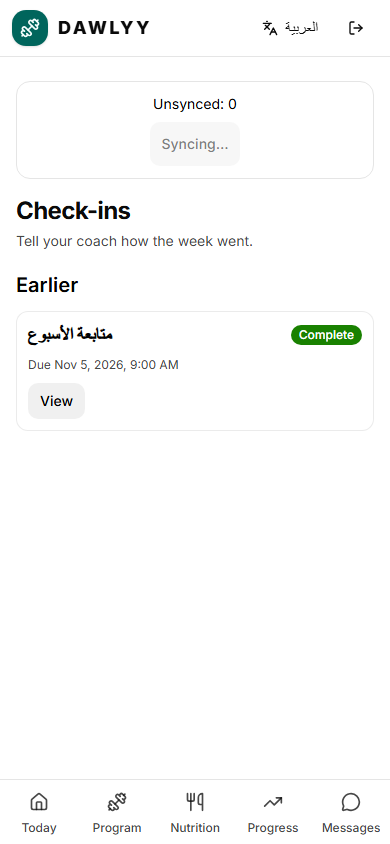 DAWLYY
العربية
Unsynced: 0
Syncing...
Check-ins
Tell your coach how the week went.
Earlier
متابعة الأسبوع
Complete
Due Nov 5, 2026, 9:00 AM
View
Today
Program
Nutrition
Progress
Messages